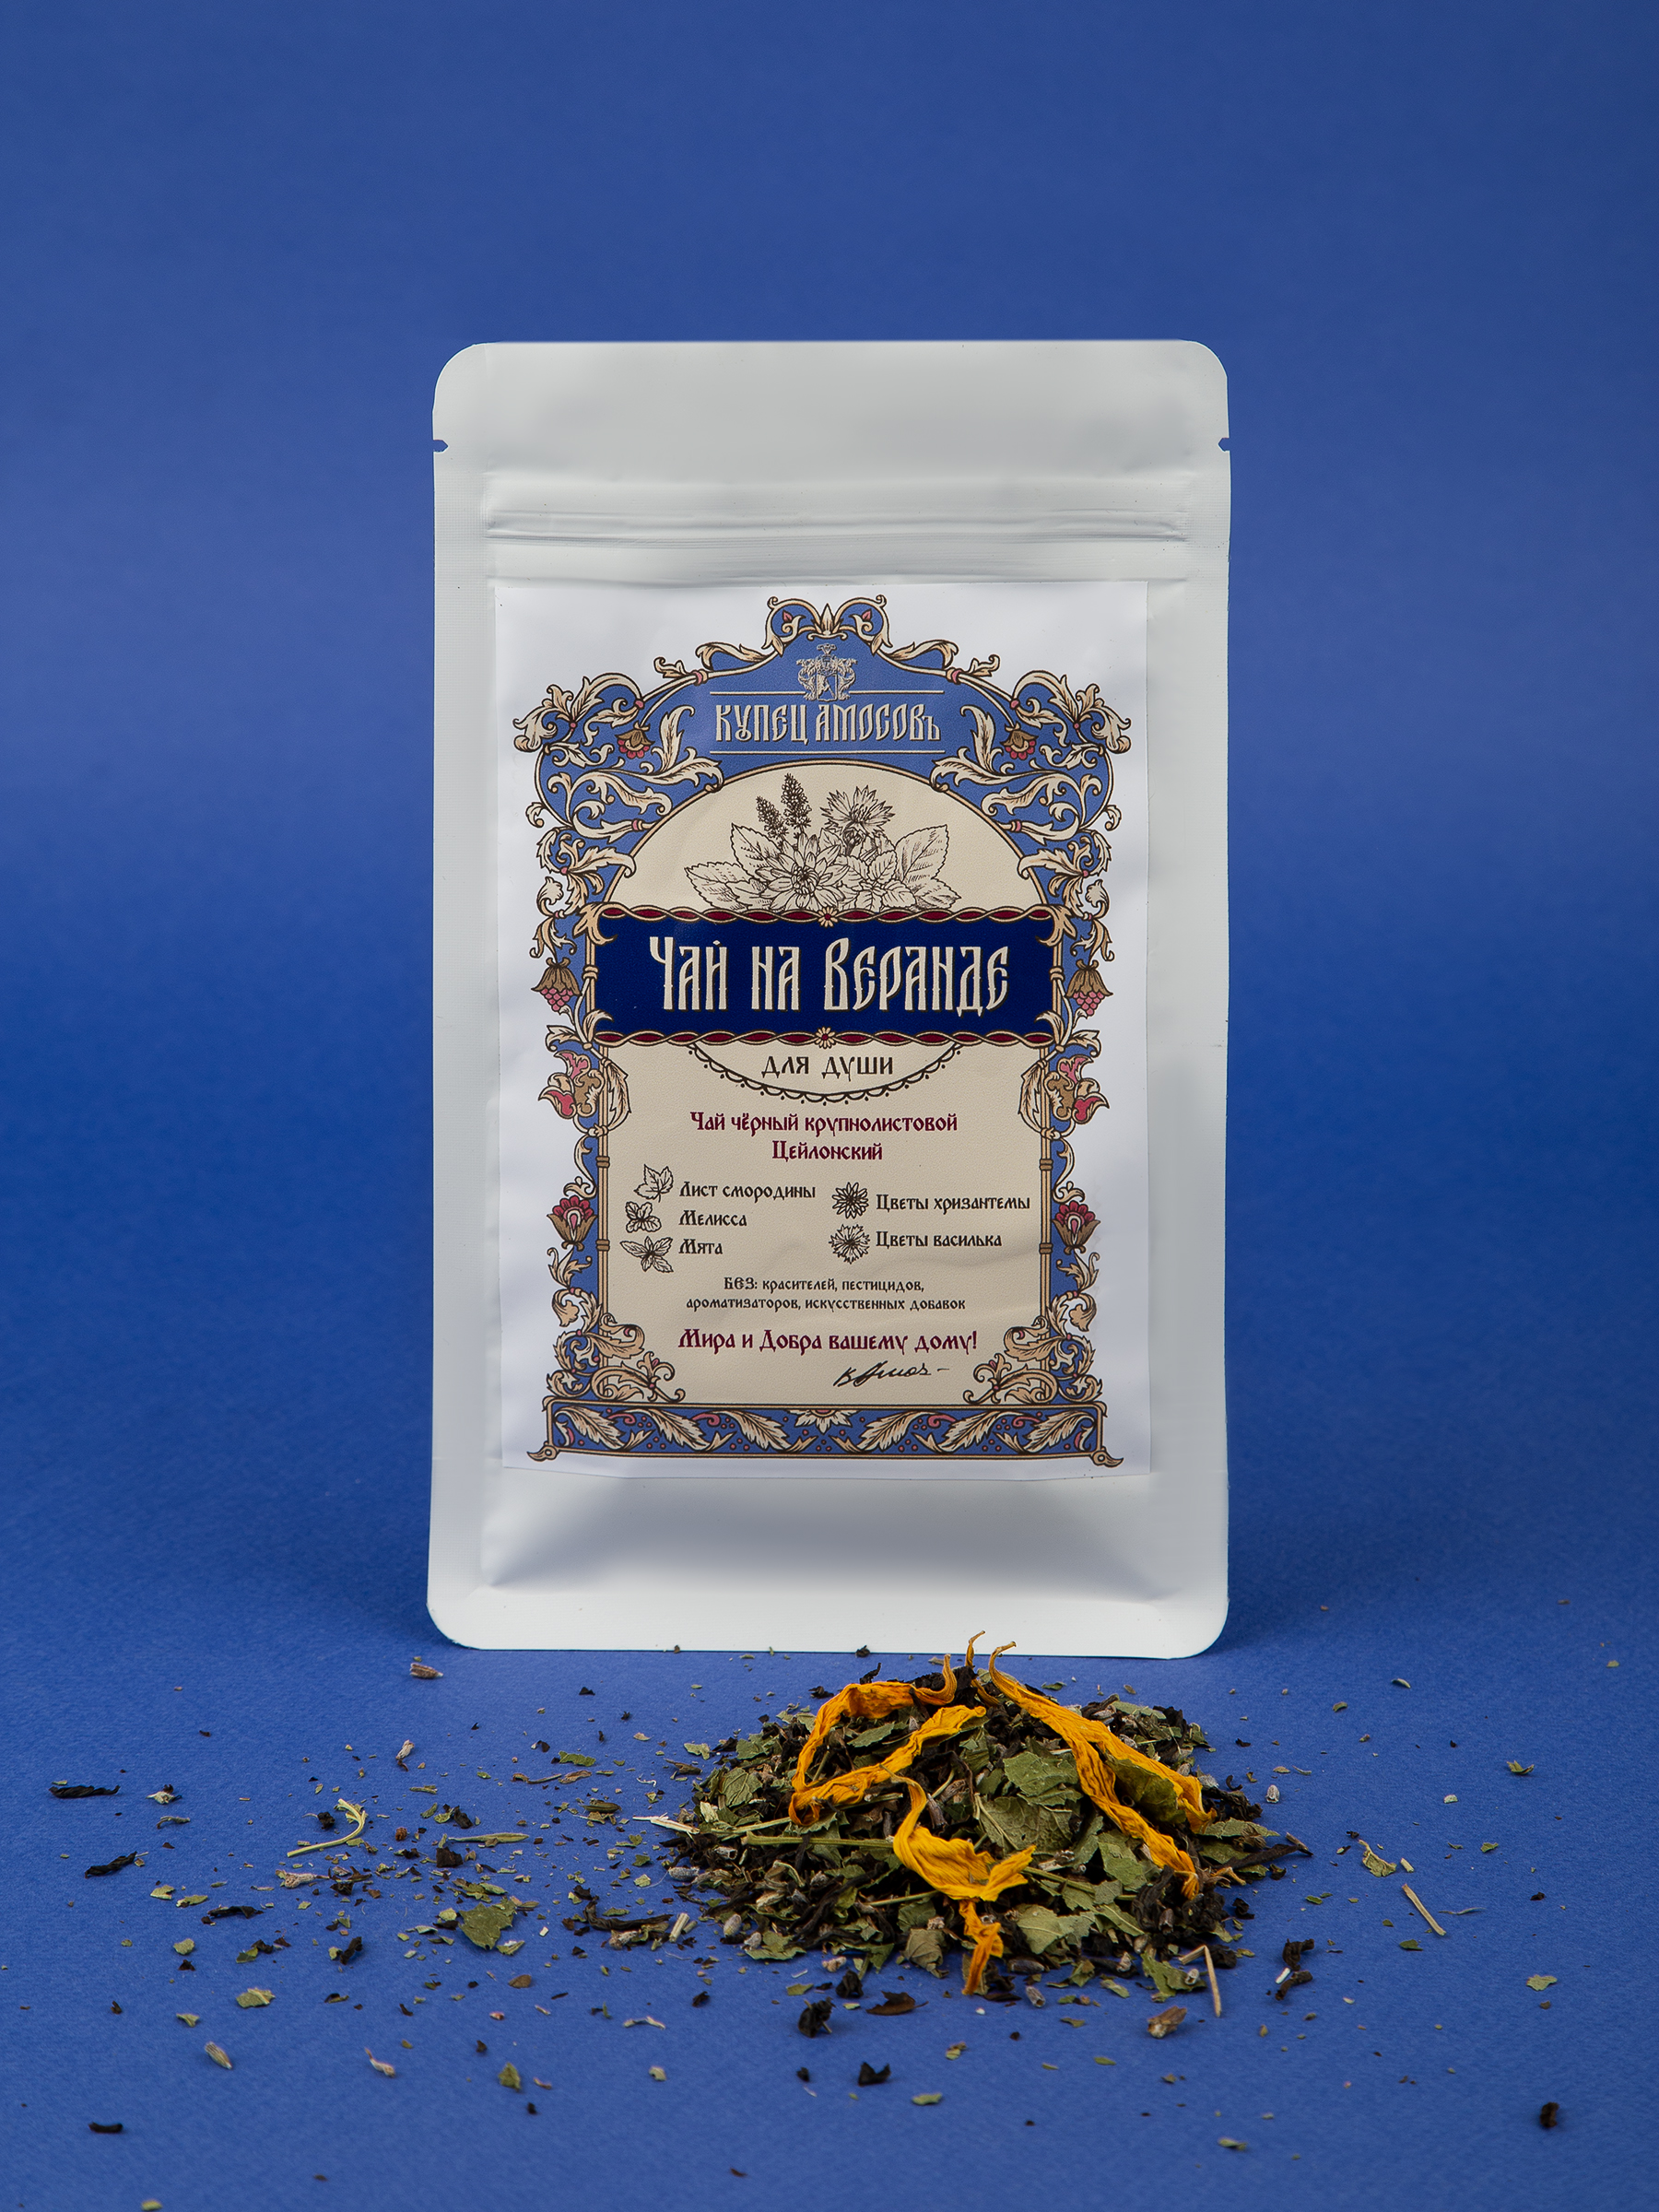 КУПЕЦ АМОСОВЪ
Чай на Веранде
для души
Чай чёрный крупнолистовой
Цейлонский
Лист смородины
Мелисса
Мята
Цветы хризантемы
Цветы василька
БЕЗ: красителей, пестицидов,
ароматизаторов, искусственных добавок
Мира и Добра вашему дому!